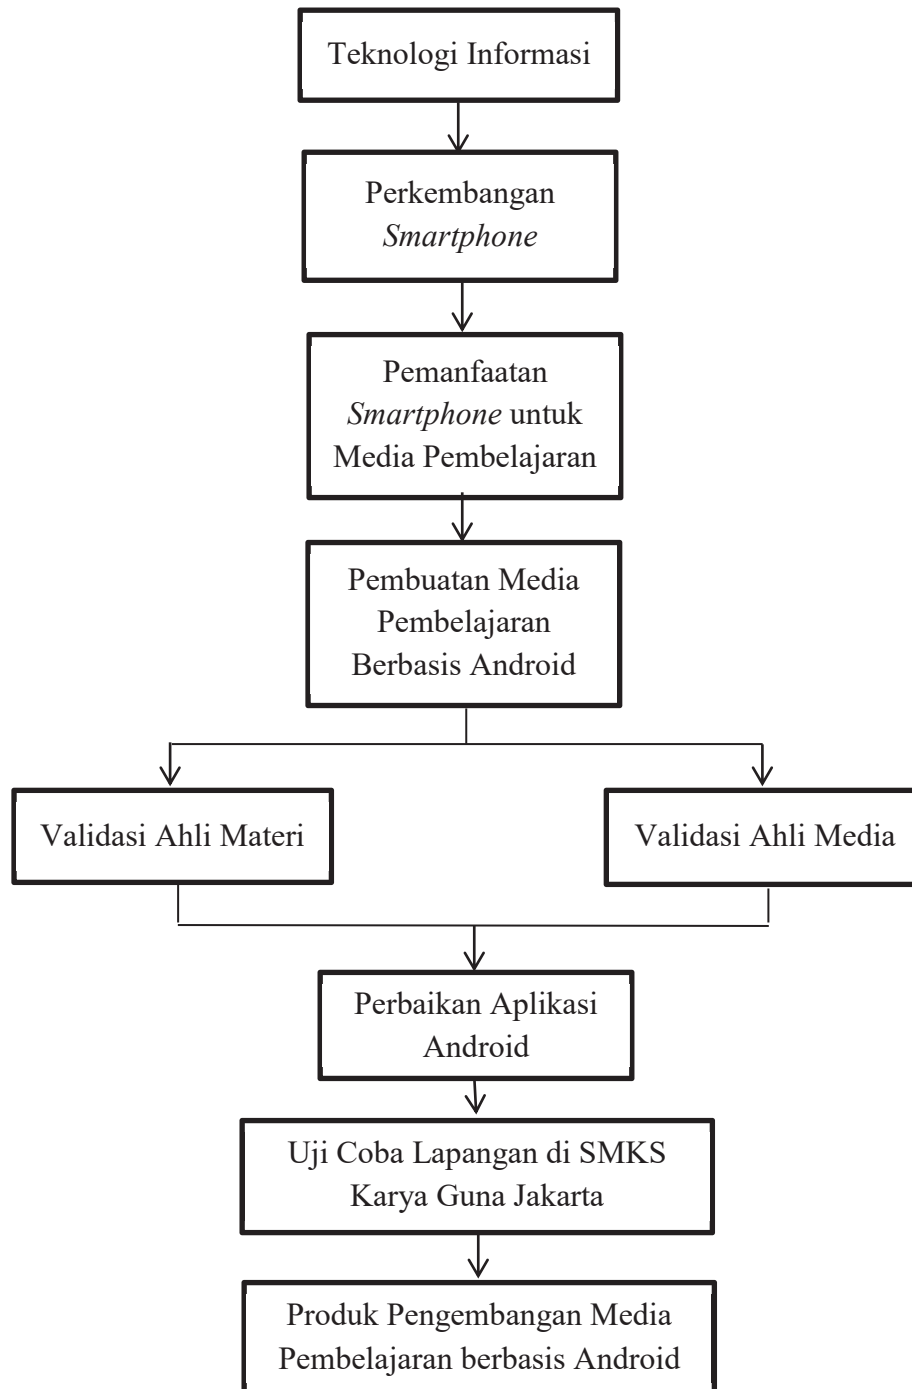 Teknologi Informasi
Perkembangan
Smartphone
Pemanfaatan
Smartphone untuk
Media Pembelajaran
Pembuatan Media
Pembelajaran
Berbasis Android
Validasi Ahli Materi
Validasi Ahli Media
Perbaikan Aplikasi
Android
Uji Coba Lapangan di SMKS
Karya Guna Jakarta
Produk Pengembangan Media
Pembelajaran berbasis Android